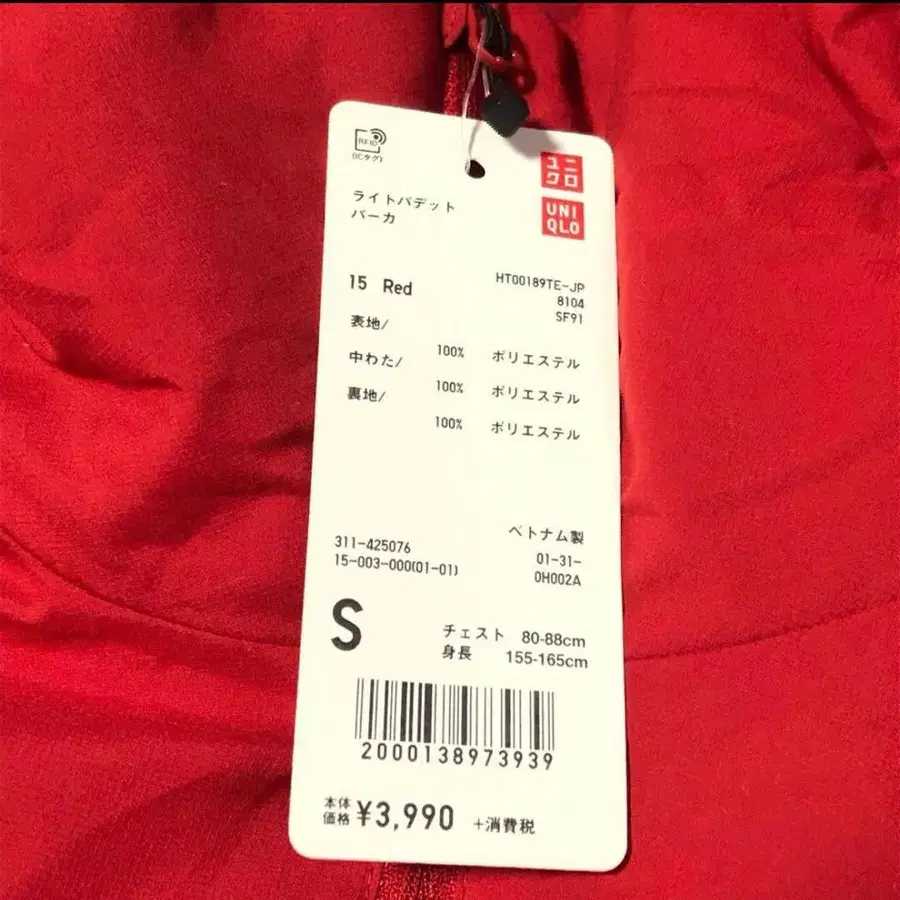 RFID
(ICタグ)
ユニ
クロ
UNI
QLO
ライトパデット
パーカ
15 Red
HT00189TE-JP
8104
SF91
表地/
100% ポリエステル
中わた/
100% ポリエステル
裏地/
100% ポリエステル
ベトナム製
311-425076
01-31-
15-003-000(01-01)
0H002A
S
チェスト 80-88cm
身長 155-165cm
2000138973939
本体
価格 ¥3,990 +消費税